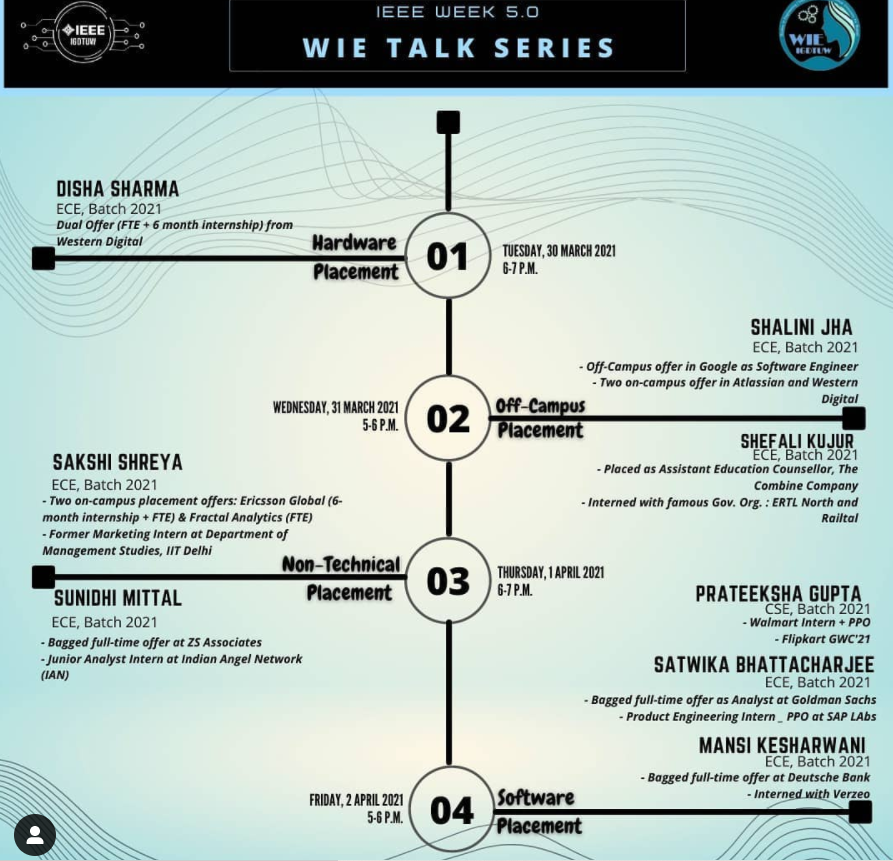 IEEE WEEK 5.0
WIE TALK SERIES
IEEE
IGDTUW
WIE
IGDTUW
DISHA SHARMA
ECE, Batch 2021
Dual Offer (FTE + 6 month internship) from
Western Digital
Hardware
Placement
01
TUESDAY, 30 MARCH 2021
6-7 P.M.
SHALINI JHA
ECE, Batch 2021
- Off-Campus offer in Google as Software Engineer
- Two on-campus offer in Atlassian and Western
Digital
WEDNESDAY, 31 MARCH 2021
5-6 P.M.
02
Off-Campus
Placement
SHEFALI KUJUR
ECE, Batch 2021
- Placed as Assistant Education Counsellor, The
Combine Company
- Interned with famous Gov. Org. : ERTL North and
Railtal
SAKSHI SHREYA
ECE, Batch 2021
- Two on-campus placement offers: Ericsson Global (6-
month internship + FTE) & Fractal Analytics (FTE)
- Former Marketing Intern at Department of
Management Studies, IIT Delhi
Non-Technical
Placement
03
THURSDAY, 1 APRIL 2021
6-7 P.M.
SUNIDHI MITTAL
ECE, Batch 2021
- Bagged full-time offer at ZS Associates
- Junior Analyst Intern at Indian Angel Network
(IAN)
PRATEEKSHA GUPTA
CSE, Batch 2021
- Walmart Intern + PPO
- Flipkart GWC'21
SATWIKA BHATTACHARJEE
ECE, Batch 2021
- Bagged full-time offer as Analyst at Goldman Sachs
- Product Engineering Intern _ PPO at SAP LAbs
MANSI KESHARWANI
ECE, Batch 2021
- Bagged full-time offer at Deutsche Bank
- Interned with Verzeo
FRIDAY, 2 APRIL 2021
5-6 P.M.
04
Software
Placement